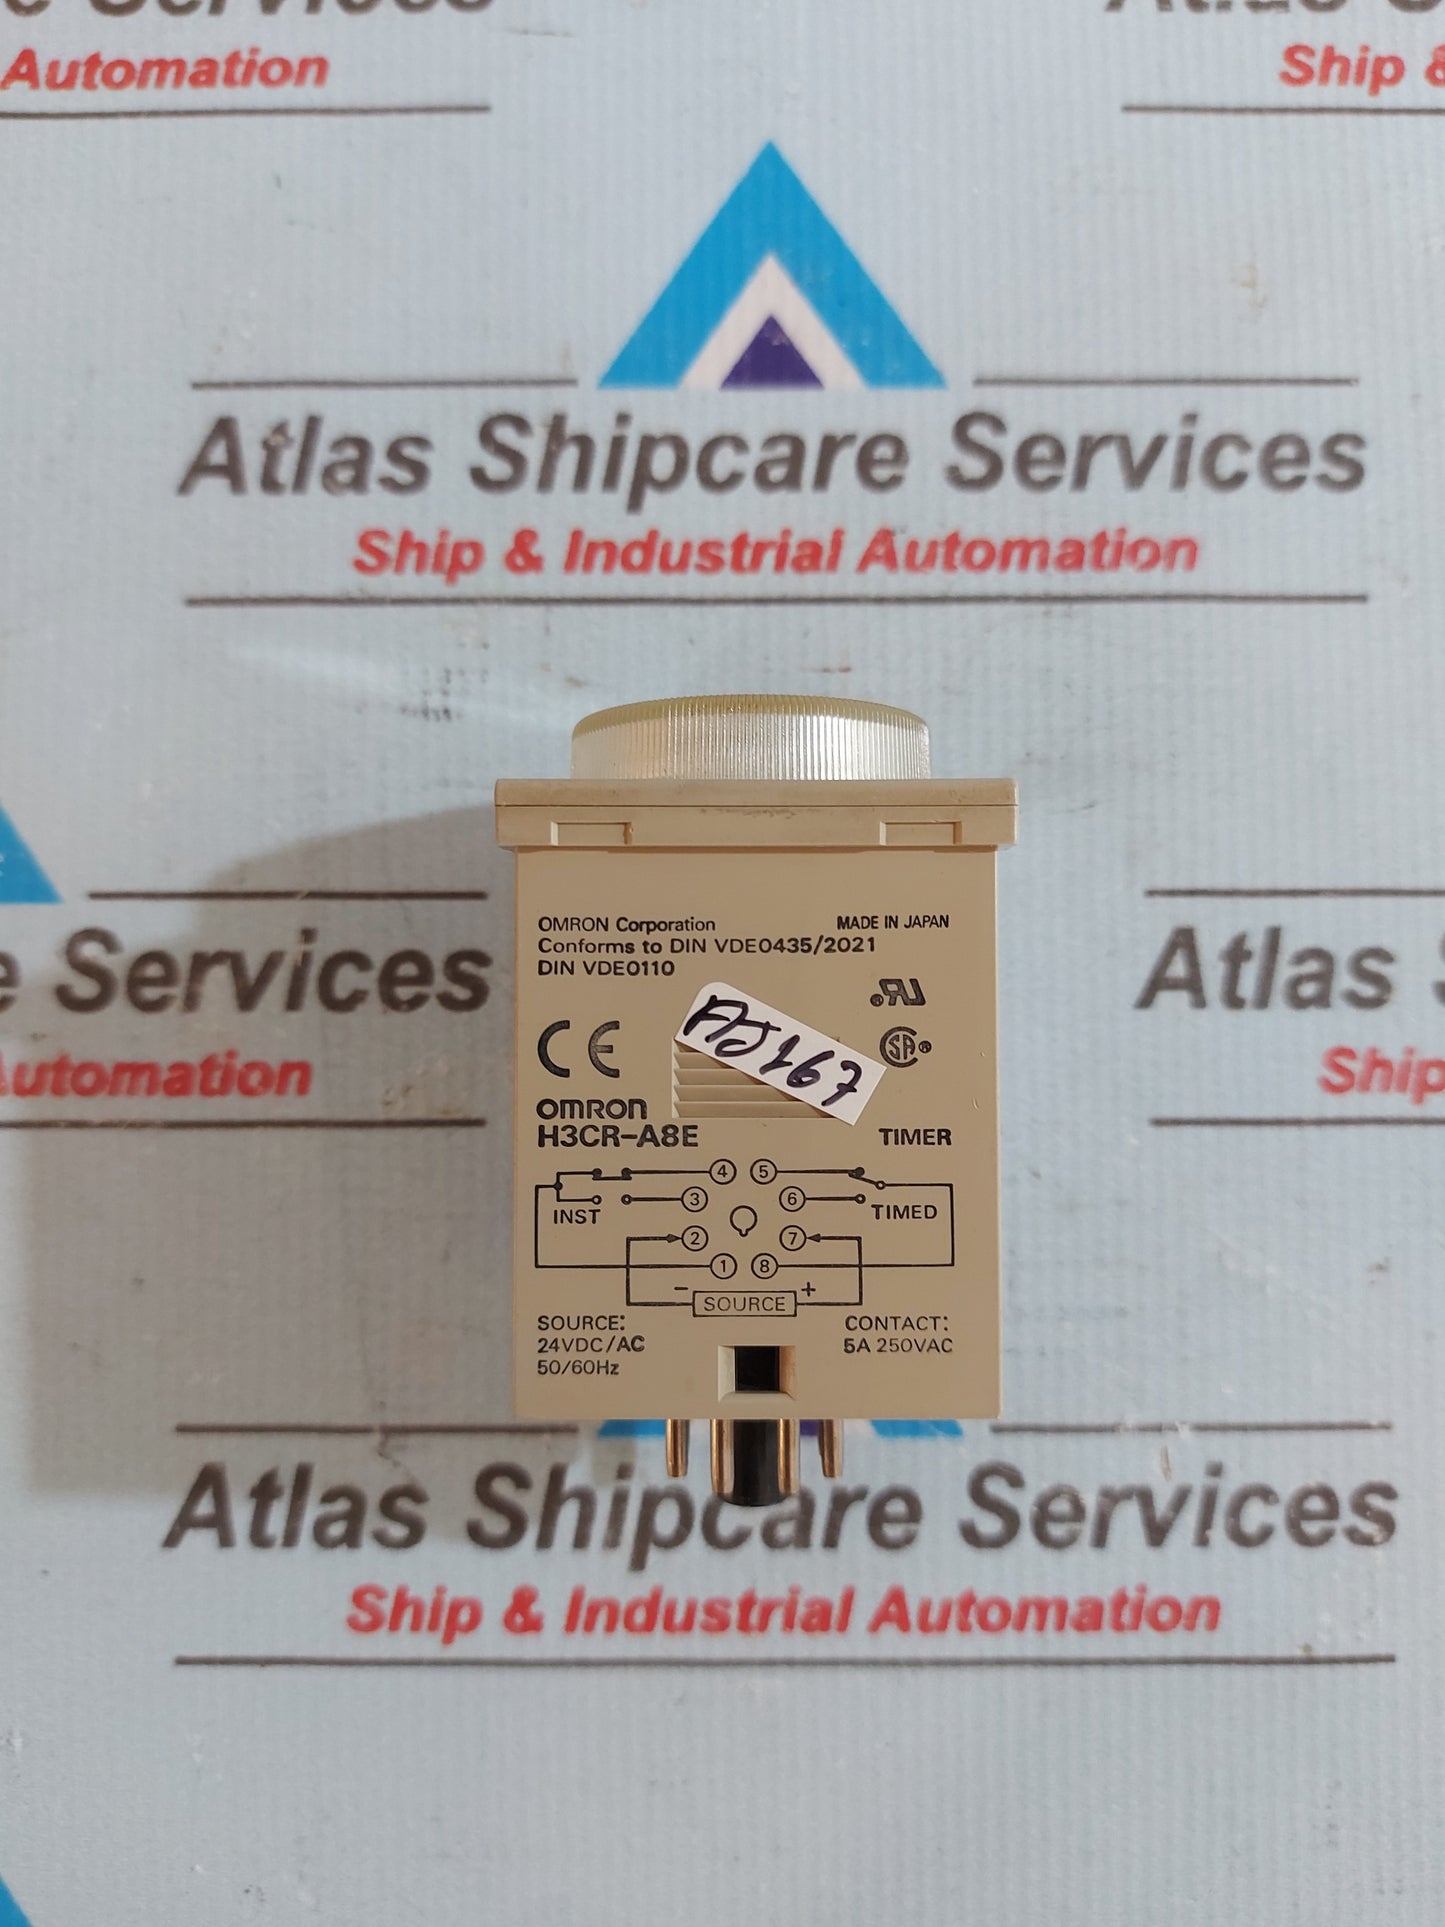 Services
Automation
Ship &
Atlas Shipcare Services
Ship & Industrial Automation
e Services
Automation
Atlas
Ship
OMRON Corporation MADE IN JAPAN
Conforms to DIN VDE0435/2021
DIN VDE0110
CE
OMRON
H3CR-A8E TIMER
4 5
3 6
INST TIMED
2 7
1 8
- SOURCE +
SOURCE: CONTACT:
24VDC/AC 5A 250VAC
50/60Hz
Atlas Shipcare Services
Ship & Industrial Automation